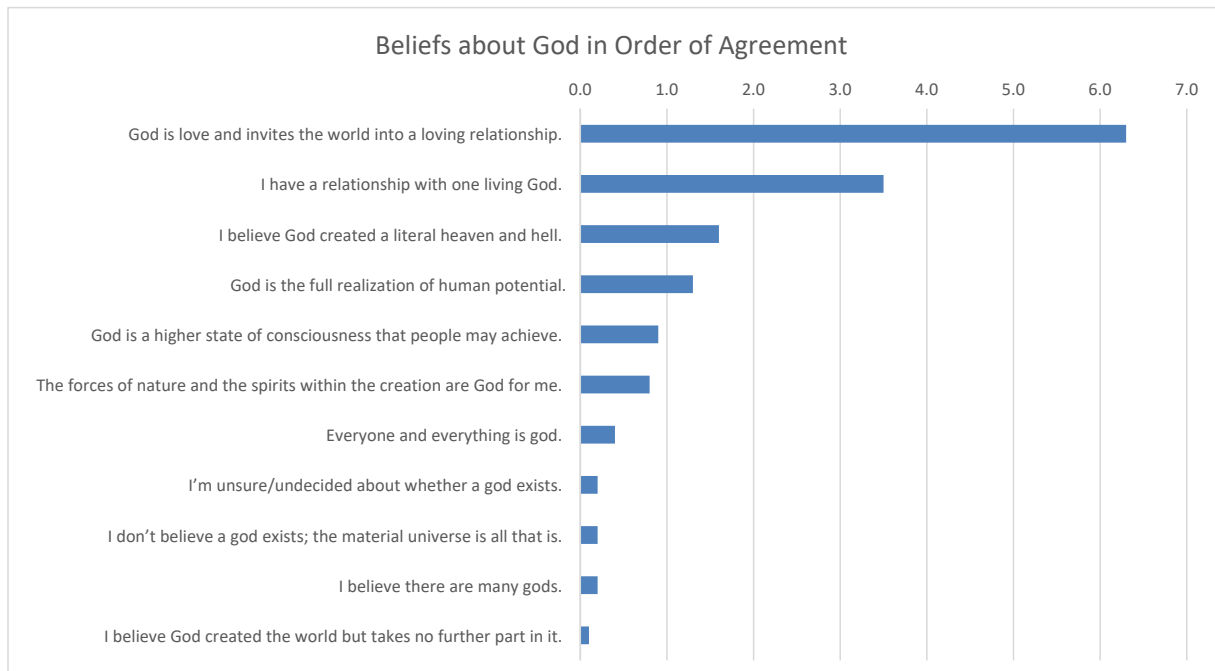 Beliefs about God in Order of Agreement
0.0 1.0 2.0 3.0 4.0 5.0 6.0 7.0
God is love and invites the world into a loving relationship.
I have a relationship with one living God.
I believe God created a literal heaven and hell.
God is the full realization of human potential.
God is a higher state of consciousness that people may achieve.
The forces of nature and the spirits within the creation are God for me.
Everyone and everything is god.
I’m unsure/undecided about whether a god exists.
I don’t believe a god exists; the material universe is all that is.
I believe there are many gods.
I believe God created the world but takes no further part in it.